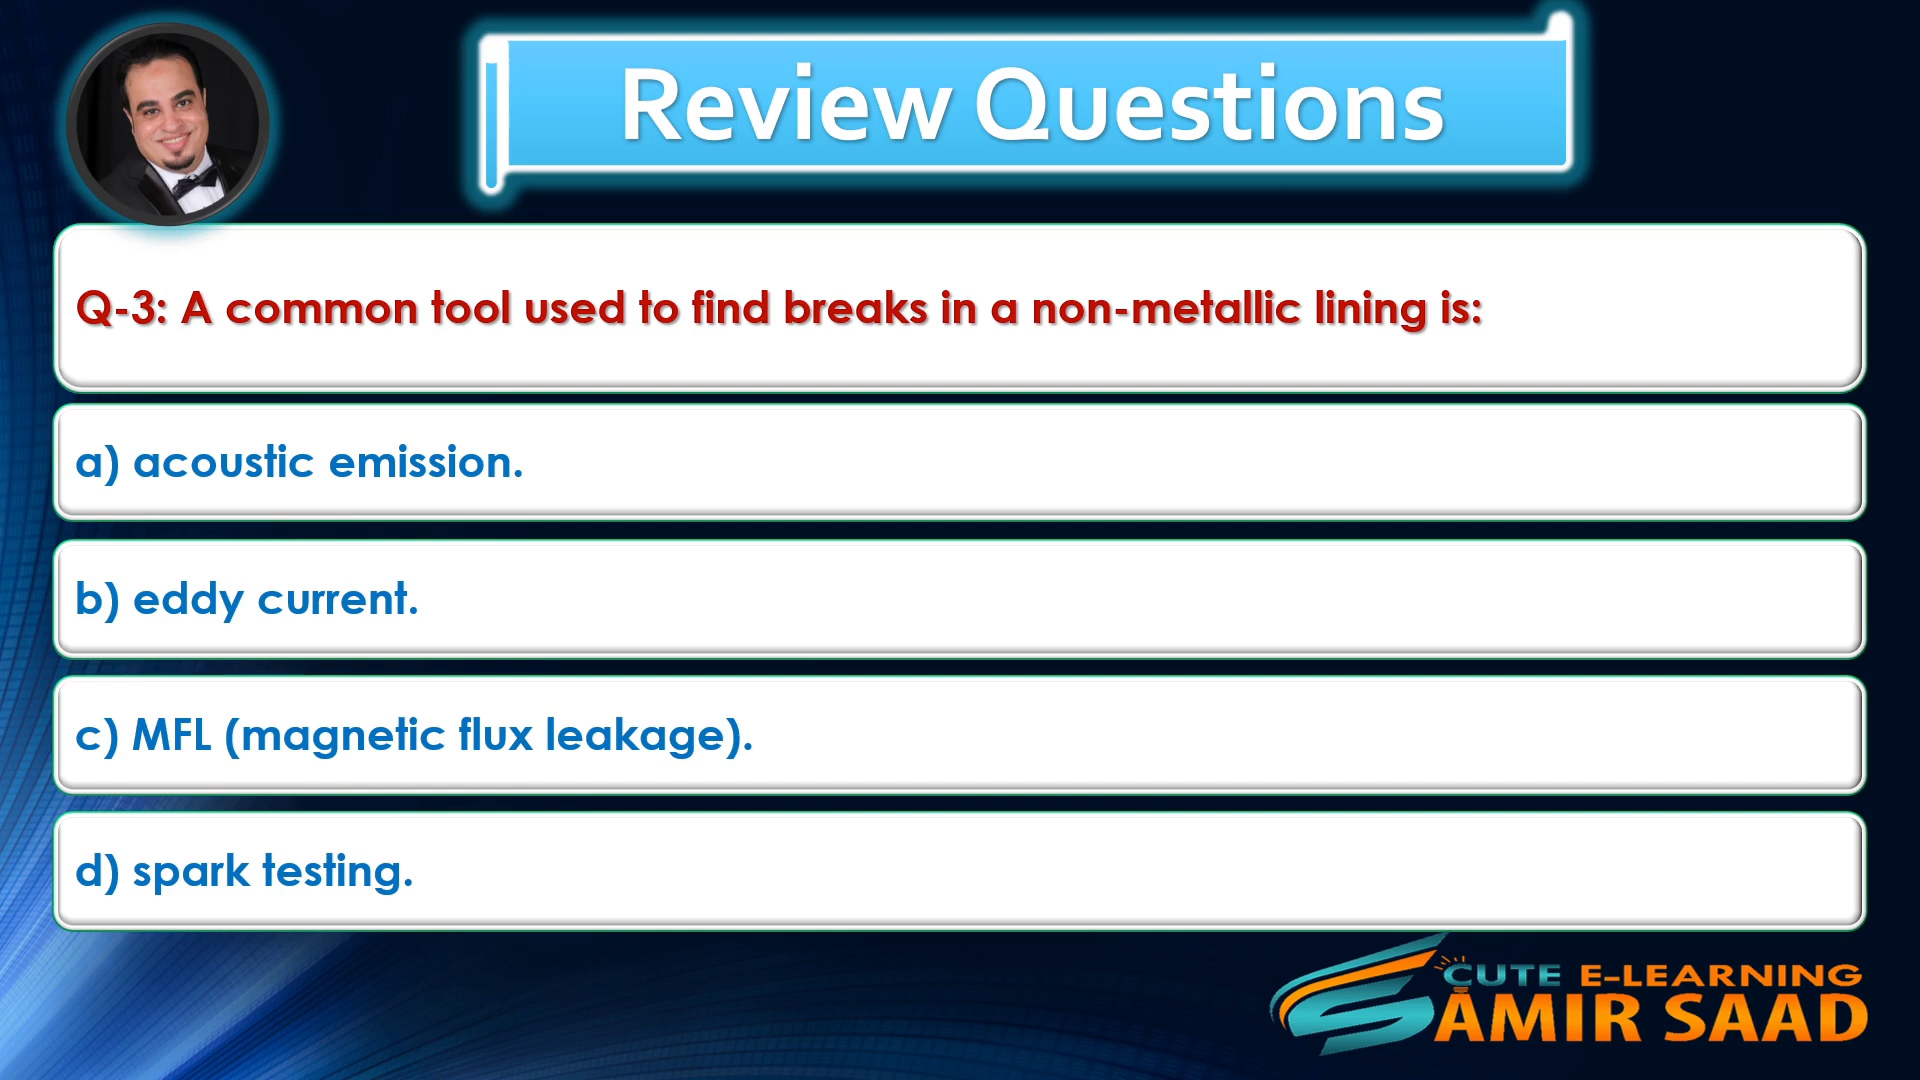 Review Questions
Q-3: A common tool used to find breaks in a non-metallic lining is:
a) acoustic emission.
b) eddy current.
c) MFL (magnetic flux leakage).
d) spark testing.
CUTE E-LEARNING
AMIR SAAD